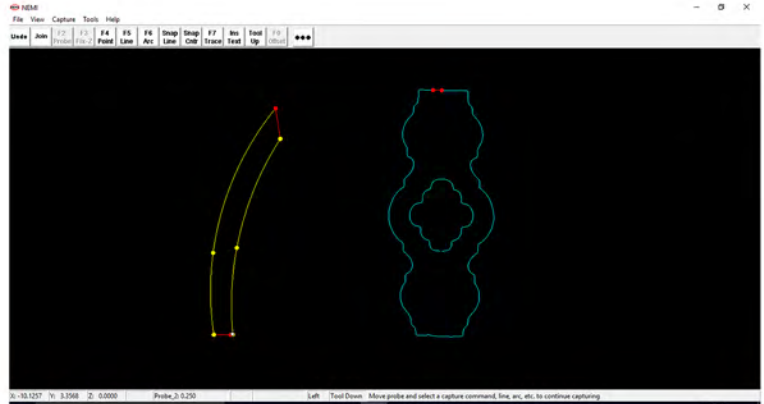 NEMI
File View Capture Tools Help
Undo Join F2 Probe F3 Fix-Z F4 Point F5 Line F6 Arc Snap Line Snap Cntr F7 Trace Ins Text Tool Up F9 Offset
X: -10.1257 Y: 3.3568 Z: 0.0000 Probe_2: 0.250 Left Tool Down Move probe and select a capture command, line, arc, etc. to continue capturing